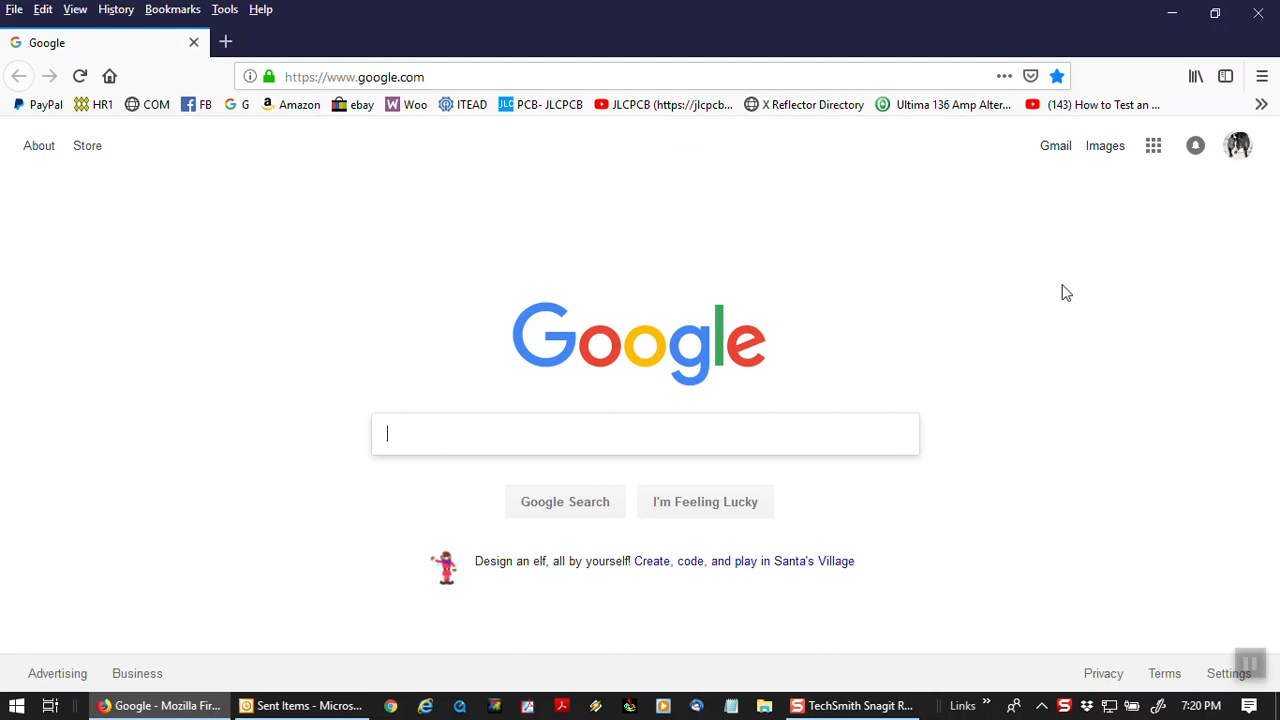 File Edit View History Bookmarks Tools Help
Google
https://www.google.com
PayPal HR1 COM FB G Amazon ebay Woo ITEAD JLC PCB- JLCPCB JLCPCB (https://jlcpcb... X Reflector Directory Ultima 136 Amp Alter... (143) How to Test an ...
About Store Gmail Images
Google
Google Search I'm Feeling Lucky
Design an elf, all by yourself! Create, code, and play in Santa's Village
Advertising Business Privacy Terms Settings
Google - Mozilla Fir... Sent Items - Micros... TechSmith Snagit R... Links 7:20 PM